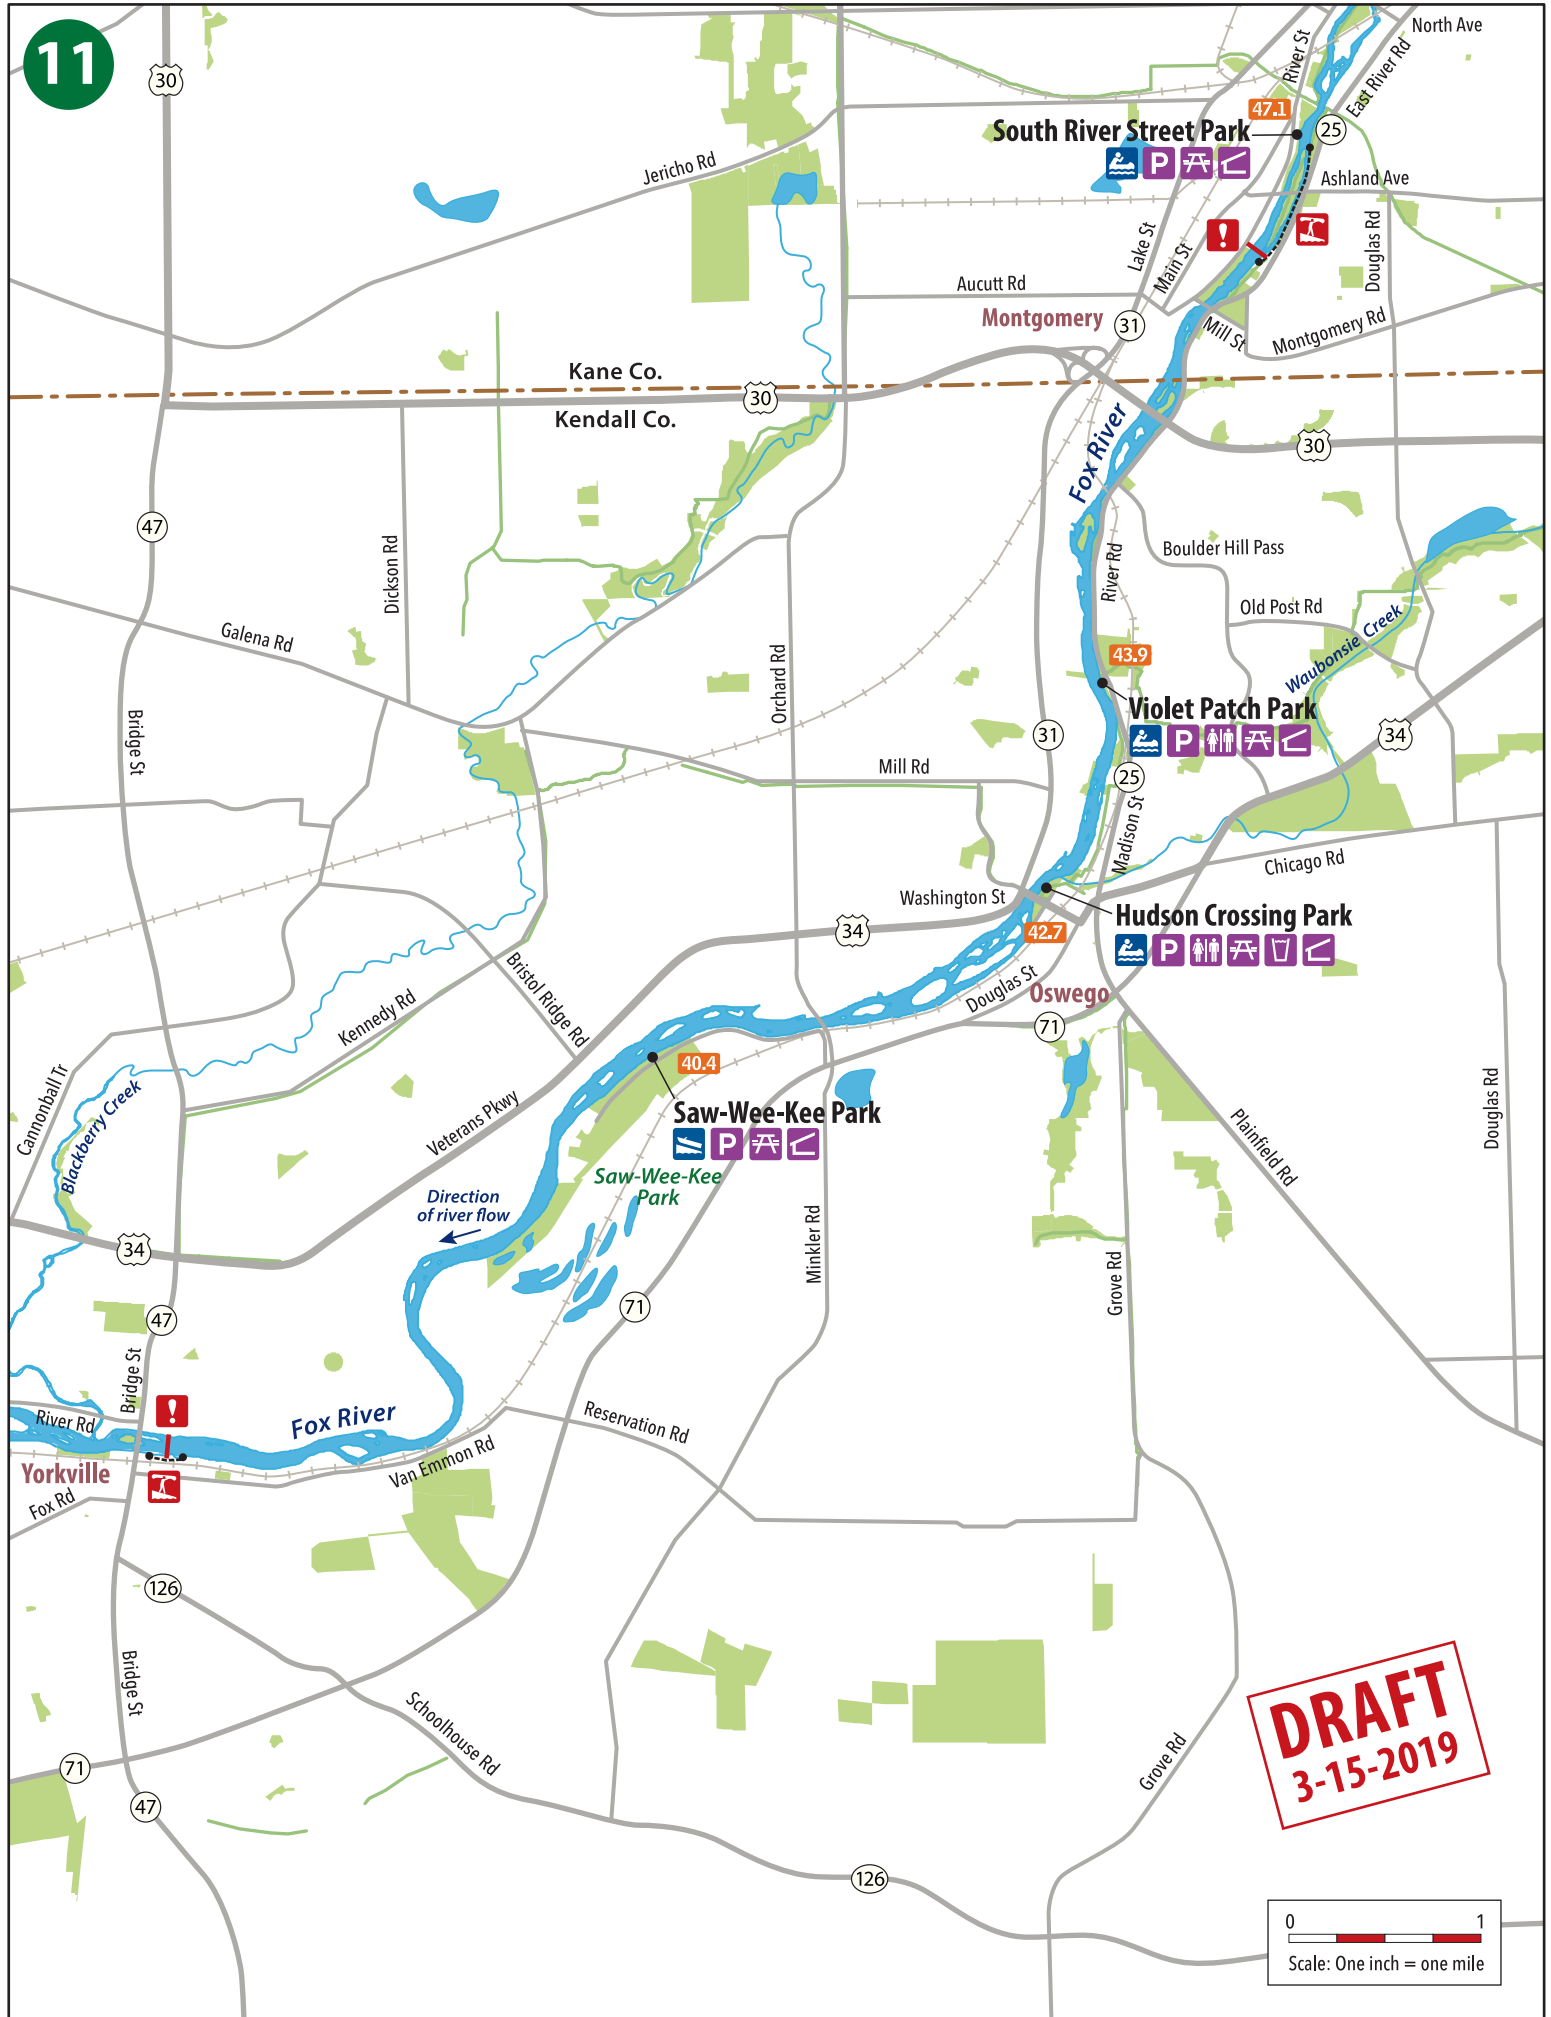 11
30
North Ave
River St
East River Rd
47.1
South River Street Park
25
P
Jericho Rd
Ashland Ave
Douglas Rd
!
Lake St
Main St
Aucutt Rd
Montgomery
31
Mill St
Montgomery Rd
Kane Co.
30
Kendall Co.
Fox River
30
47
Dickson Rd
Boulder Hill Pass
River Rd
Old Post Rd
Waubonsie Creek
Galena Rd
43.9
Orchard Rd
Violet Patch Park
P
Bridge St
31
34
Mill Rd
25
Madison St
Chicago Rd
Washington St
34
42.7
Hudson Crossing Park
P
Bristol Ridge Rd
Kennedy Rd
Douglas St
Oswego
71
Cannonball Tr
Blackberry Creek
40.4
Veterans Pkwy
Saw-Wee-Kee Park
P
Saw-Wee-Kee
Park
Plainfield Rd
Douglas Rd
Direction
of river flow
34
Minkler Rd
Grove Rd
47
71
Bridge St
!
River Rd
Fox River
Reservation Rd
Van Emmon Rd
Yorkville
Fox Rd
126
Bridge St
Schoolhouse Rd
71
47
Grove Rd
DRAFT
3-15-2019
126
0 1
Scale: One inch = one mile